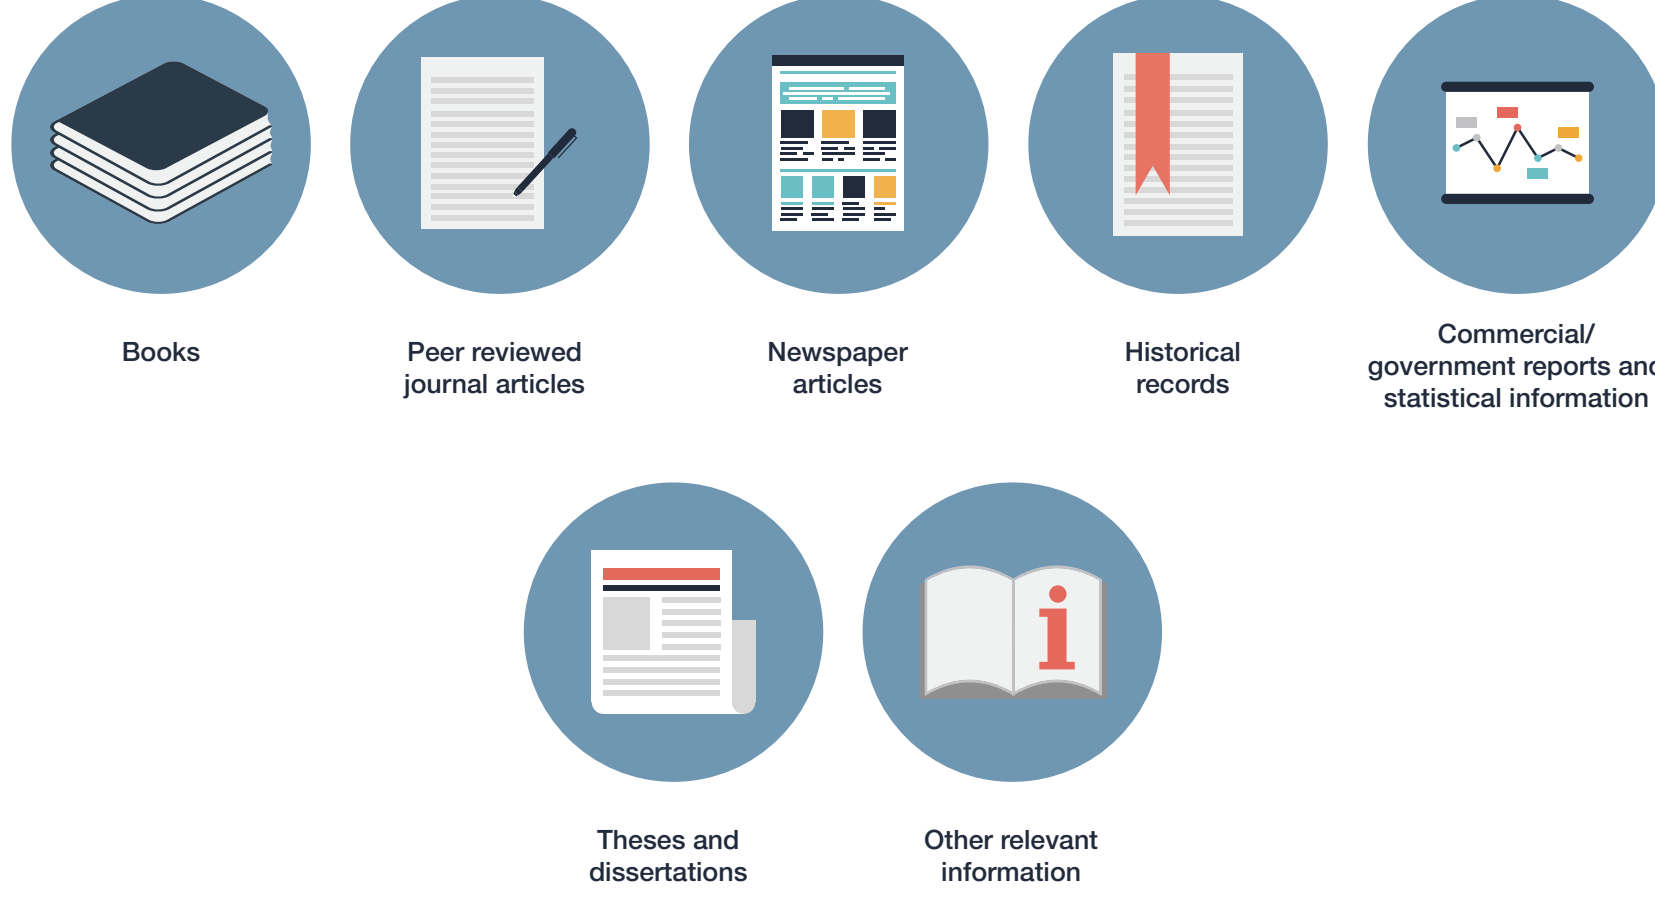 Books
Peer reviewed
journal articles
Newspaper
articles
Historical
records
Commercial/
government reports and
statistical information
Theses and
dissertations
i
Other relevant
information